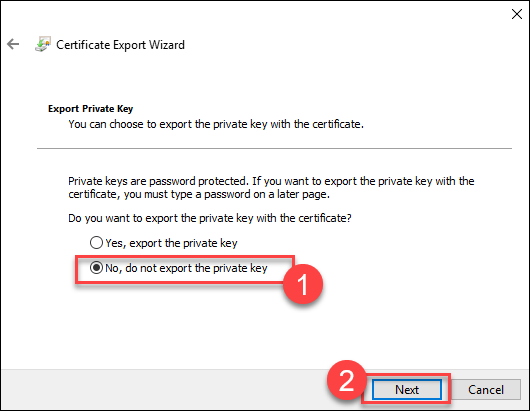 Certificate Export Wizard
Export Private Key
You can choose to export the private key with the certificate.
Private keys are password protected. If you want to export the private key with the
certificate, you must type a password on a later page.
Do you want to export the private key with the certificate?
Yes, export the private key
No, do not export the private key
1
2
Next
Cancel